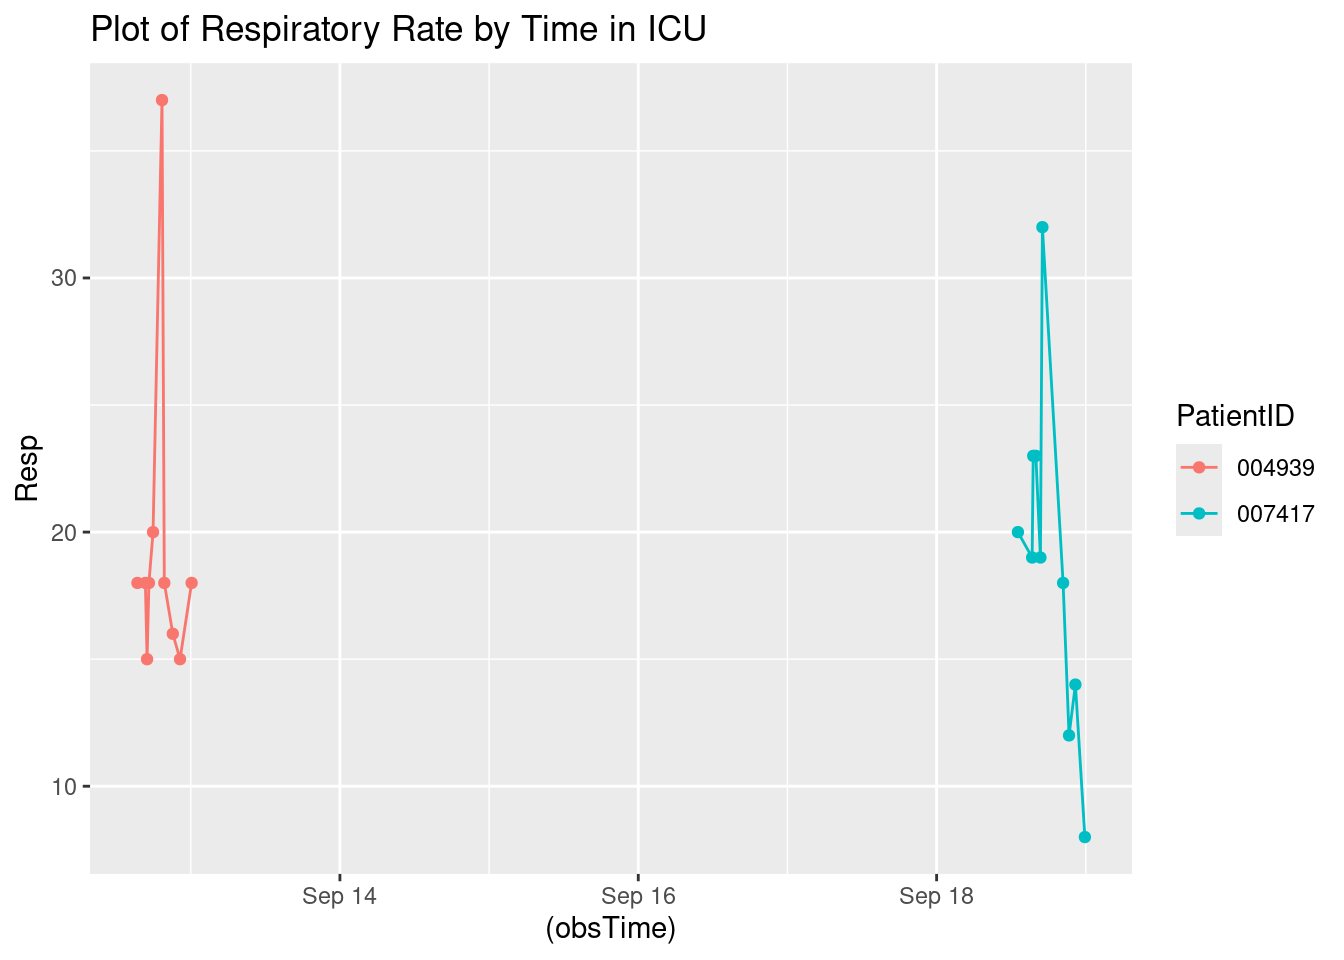 Plot of Respiratory Rate by Time in ICU
30
20
10
Resp
Sep 14
Sep 16
Sep 18
(obsTime)
PatientID
004939
007417